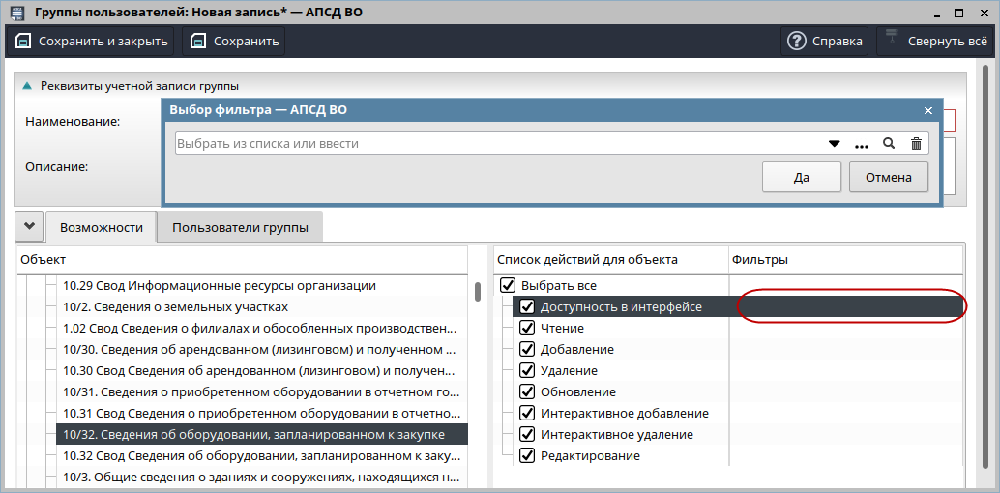 Группы пользователей: Новая запись* — АПСД ВО
Сохранить и закрыть
Сохранить
Справка
Свернуть всё
Реквизиты учетной записи группы
Наименование:
Описание:
Выбор фильтра — АПСД ВО
Выбрать из списка или ввести
Да
Отмена
Возможности
Пользователи группы
Объект
10.29 Свод Информационные ресурсы организации
10/2. Сведения о земельных участках
1.02 Свод Сведения о филиалах и обособленных производствен...
10/30. Сведения об арендованном (лизинговом) и полученном ...
10.30 Свод Сведения об арендованном (лизинговом) и получен...
10/31. Сведения о приобретенном оборудовании в отчетном го...
10.31 Свод Сведения о приобретенном оборудовании в отчетно...
10/32. Сведения об оборудовании, запланированном к закупке
10.32 Свод Сведения об оборудовании, запланированном к заку...
10/3. Общие сведения о зданиях и сооружениях, находящихся н...
Список действий для объекта
Фильтры
Выбрать все
Доступность в интерфейсе
Чтение
Добавление
Удаление
Обновление
Интерактивное добавление
Интерактивное удаление
Редактирование